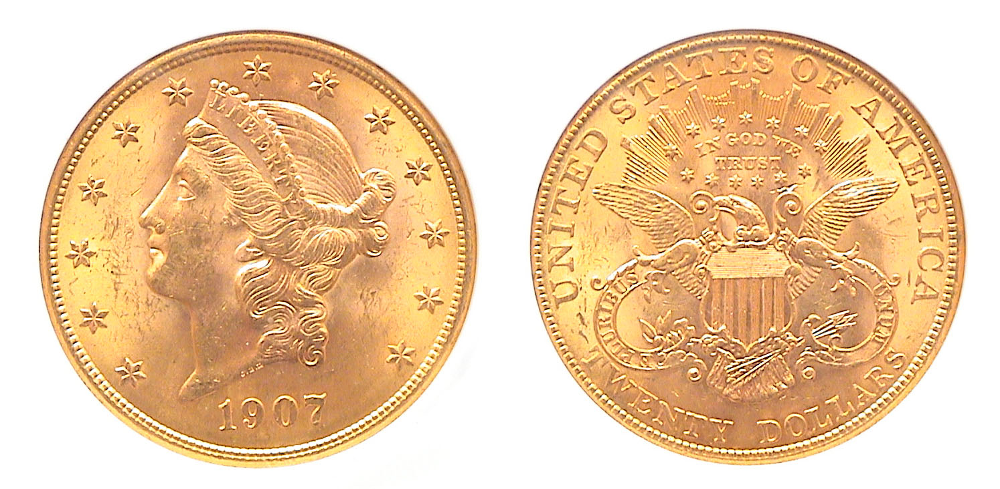 LIBERTY
J.B.L.
1907
UNITED STATES OF AMERICA
IN GOD WE
TRUST
E PLURIBUS UNUM
TWENTY DOLLARS